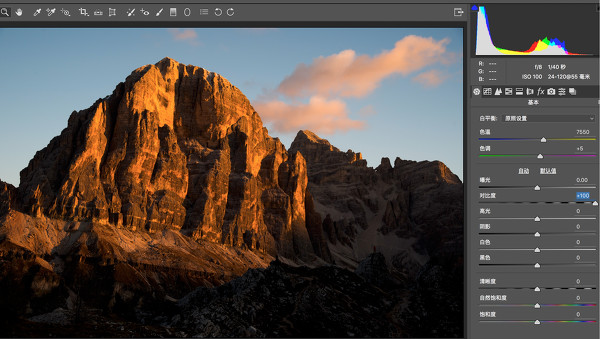 R: ---
G: ---
B: ---
f/8 1/40 秒
ISO 100 24-120@55 毫米
基本
白平衡: 原照设置
色温 7500
色调 +5
自动 默认值
曝光 0.00
对比度 +100
高光 0
阴影 0
白色 0
黑色 0
清晰度 0
自然饱和度 0
饱和度 0